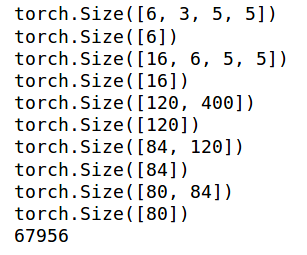 torch.Size([6, 3, 5, 5])
torch.Size([6])
torch.Size([16, 6, 5, 5])
torch.Size([16])
torch.Size([120, 400])
torch.Size([120])
torch.Size([84, 120])
torch.Size([84])
torch.Size([80, 84])
torch.Size([80])
67956